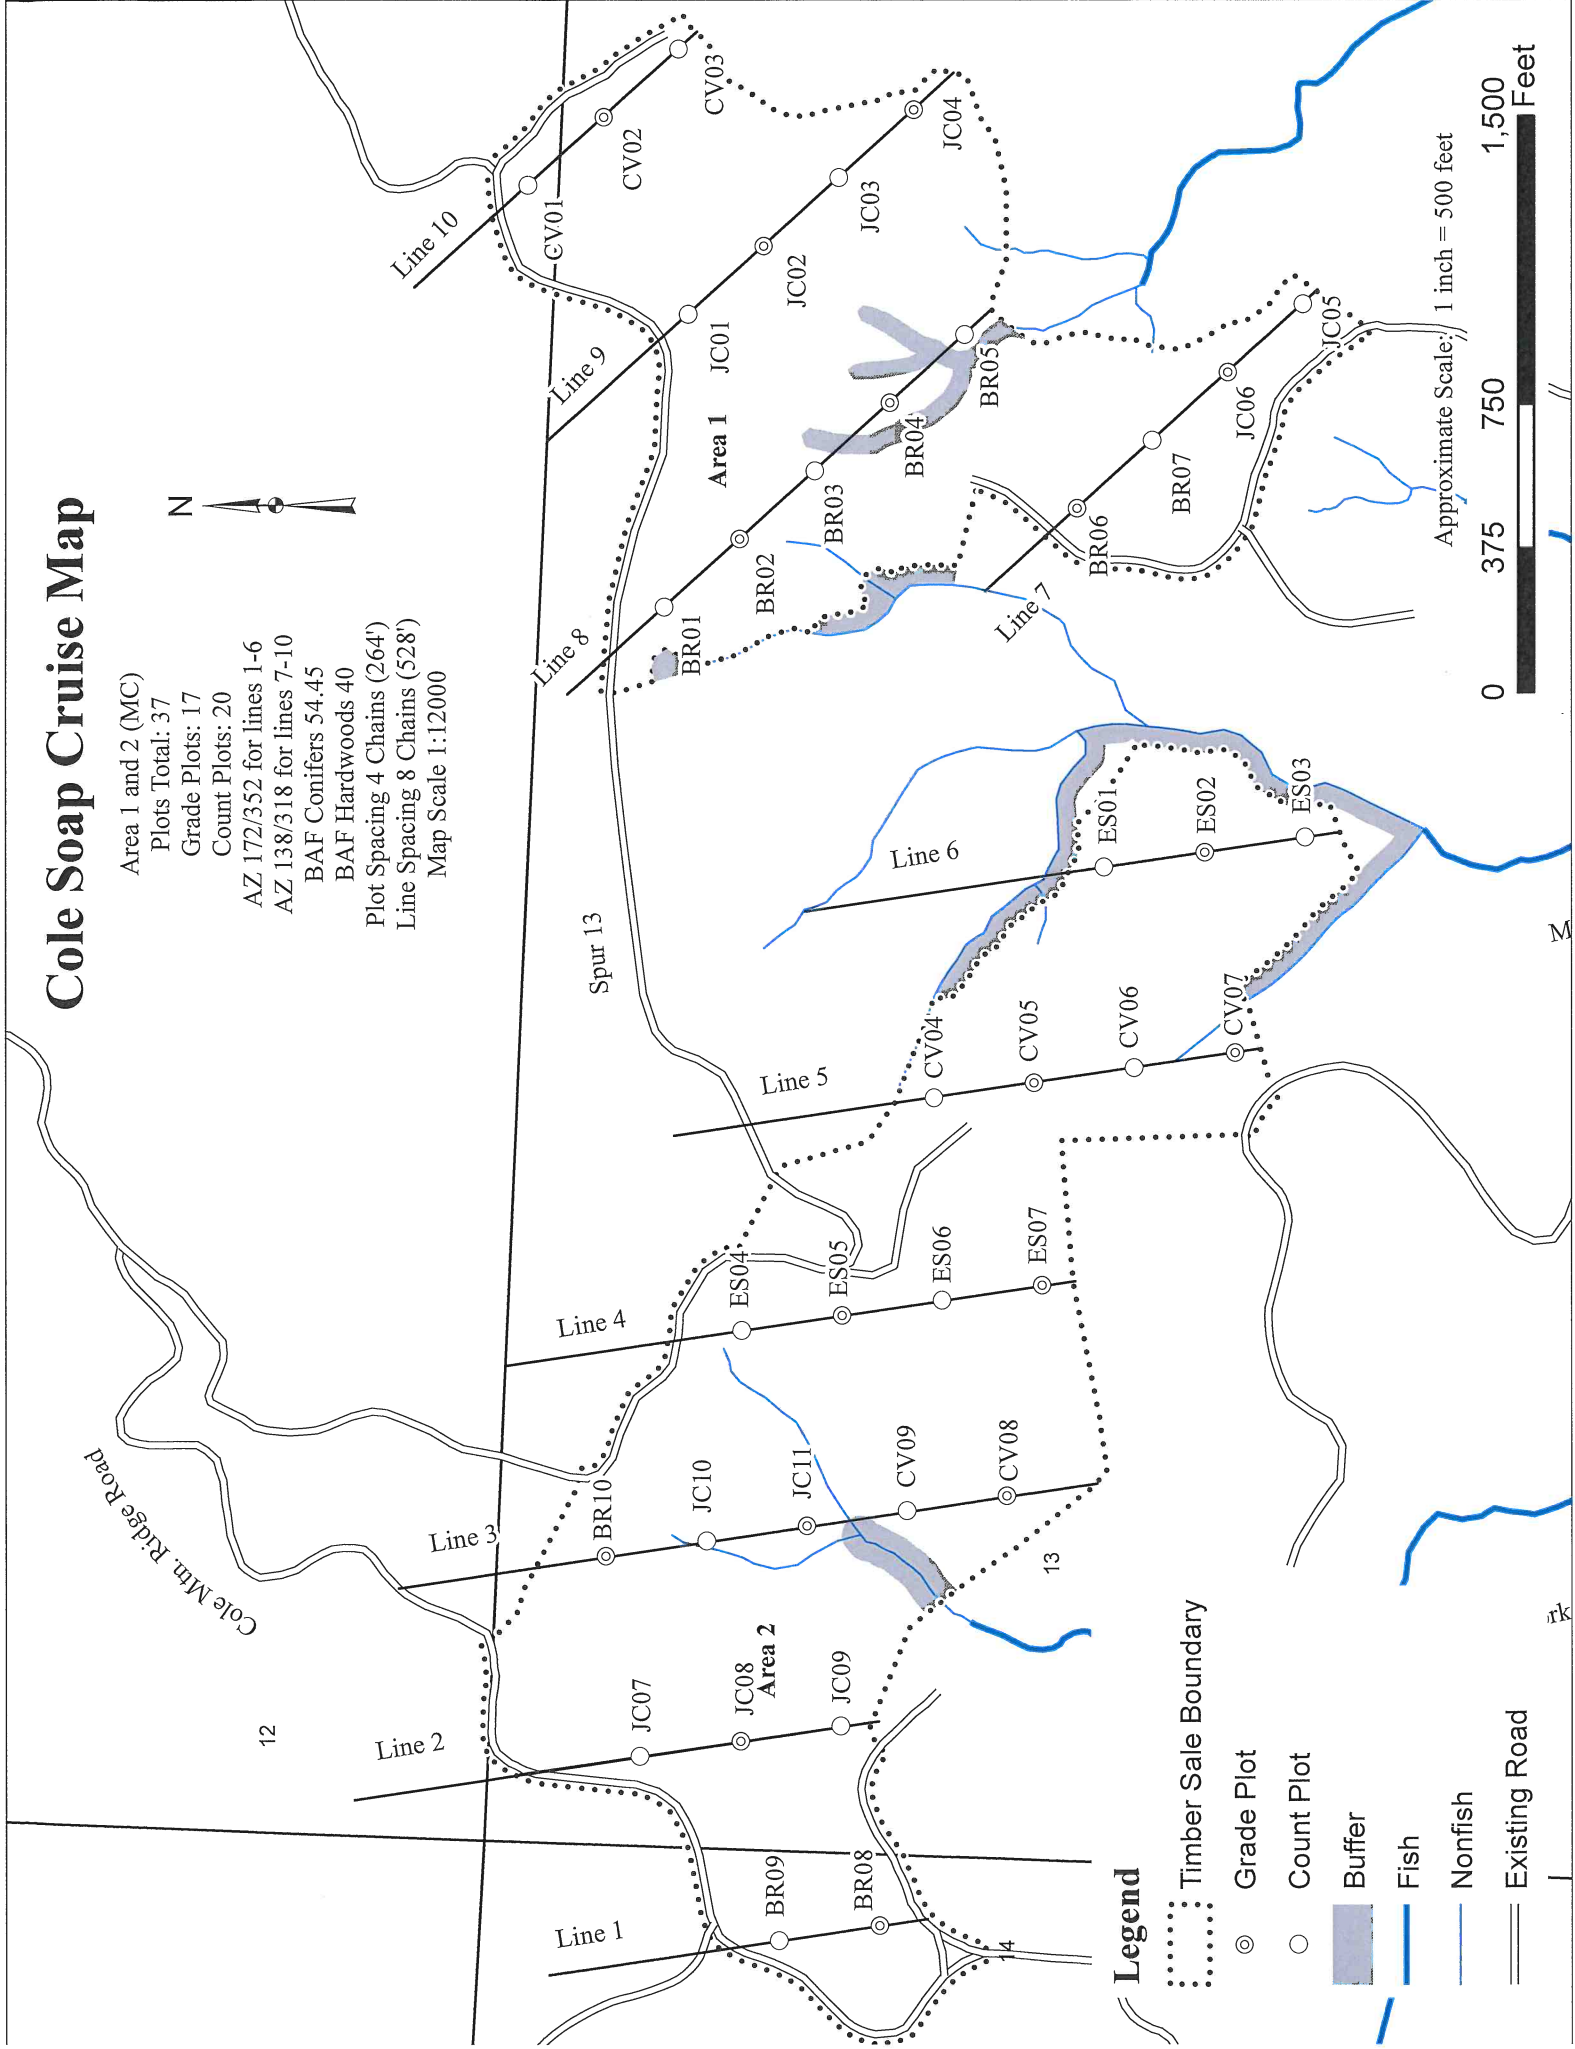 Cole Soap Cruise Map
Area 1 and 2 (MC)
Plots Total: 37
Grade Plots: 17
Count Plots: 20
AZ 172/352 for lines 1-6
AZ 138/318 for lines 7-10
BAF Conifers 54.45
BAF Hardwoods 40
Plot Spacing 4 Chains (264')
Line Spacing 8 Chains (528')
Map Scale 1:12000
N
Cole Mtn. Ridge Road
12
Line 1
BR09
BR08
14
Line 2
JC07
JC08
Area 2
JC09
Line 3
BR10
JC10
JC11
CV09
CV08
13
Line 4
ES04
ES05
ES06
ES07
Spur 13
Line 5
CV04
CV05
CV06
CV07
Line 6
ES01
ES02
ES03
Line 7
BR06
BR07
JC06
JC05
Line 8
BR01
BR02
BR03
BR04
BR05
Area 1
Line 9
JC01
JC02
JC03
JC04
Line 10
CV01
CV02
CV03
M
rk
Legend
Timber Sale Boundary
Grade Plot
Count Plot
Buffer
Fish
Nonfish
Existing Road
Approximate Scale: 1 inch = 500 feet
0 375 750 1,500
Feet